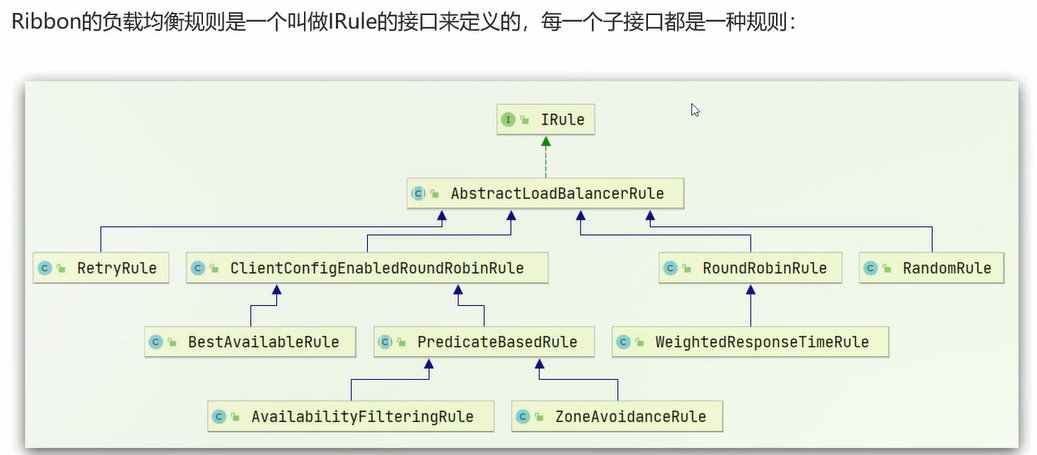 Ribbon的负载均衡规则是一个叫做IRule的接口来定义的，每一个子接口都是一种规则：
IRule
AbstractLoadBalancerRule
RetryRule
ClientConfigEnabledRoundRobinRule
RoundRobinRule
RandomRule
BestAvailableRule
PredicateBasedRule
WeightedResponseTimeRule
AvailabilityFilteringRule
ZoneAvoidanceRule